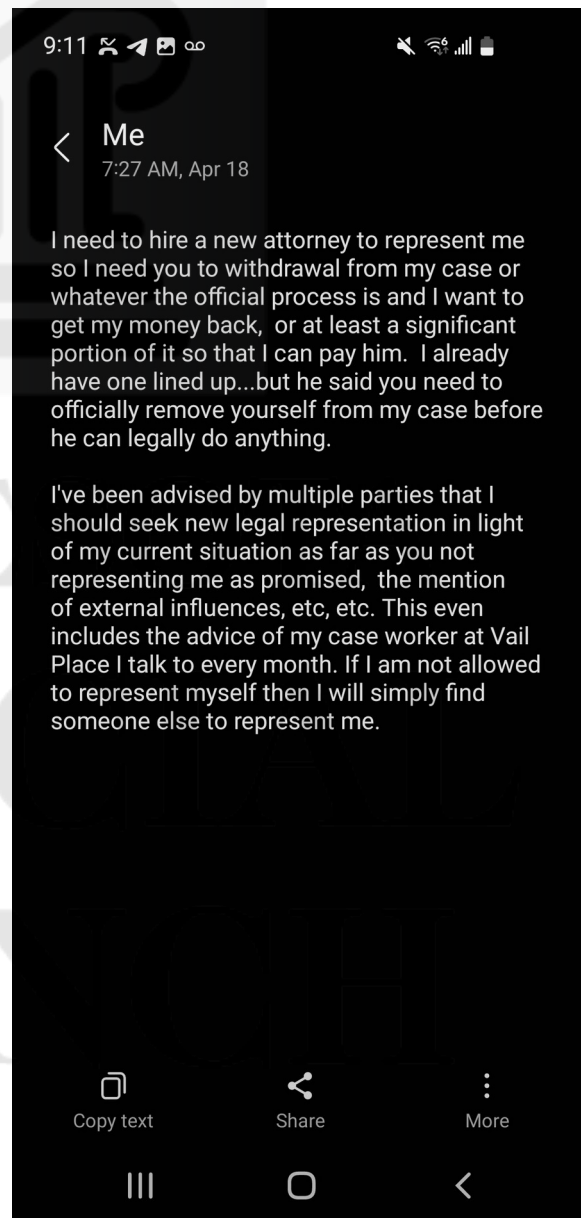 9:11
Me
7:27 AM, Apr 18
I need to hire a new attorney to represent me
so I need you to withdrawal from my case or
whatever the official process is and I want to
get my money back,  or at least a significant
portion of it so that I can pay him.  I already
have one lined up...but he said you need to
officially remove yourself from my case before
he can legally do anything.
I've been advised by multiple parties that I
should seek new legal representation in light
of my current situation as far as you not
representing me as promised,  the mention
of external influences, etc, etc. This even
includes the advice of my case worker at Vail
Place I talk to every month. If I am not allowed
to represent myself then I will simply find
someone else to represent me.
Copy text Share More